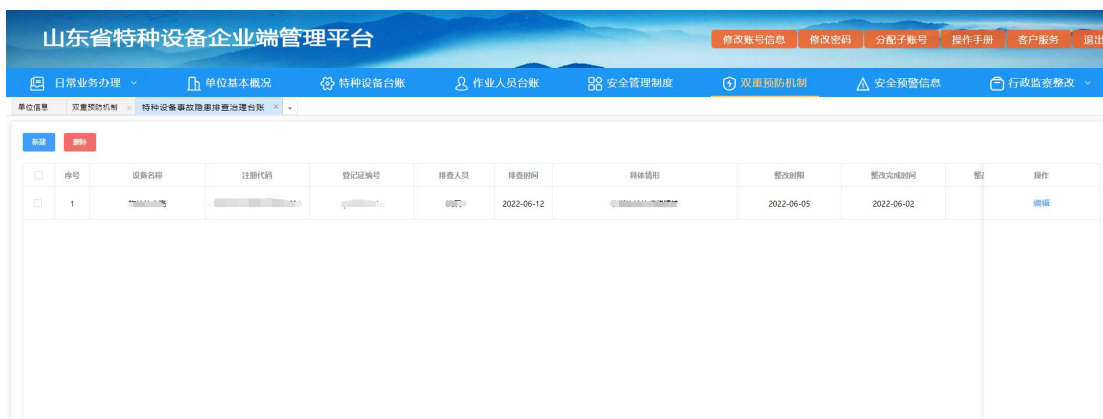 山东省特种设备企业端管理平台
修改账号信息 修改密码 分配子账号 操作手册 客户服务 退出
日常业务办理 单位基本概况 特种设备台账 作业人员台账 安全管理制度 双重预防机制 安全预警信息 行政监察整改
单位信息 双重预防机制 × 特种设备事故隐患排查治理台账 ×
新建 删除
序号 设备名称 注册代码 登记证编号 排查人员 排查时间 具体情形 整改时限 整改完成时间 操作
1 2022-06-12 2022-06-05 2022-06-02 编辑